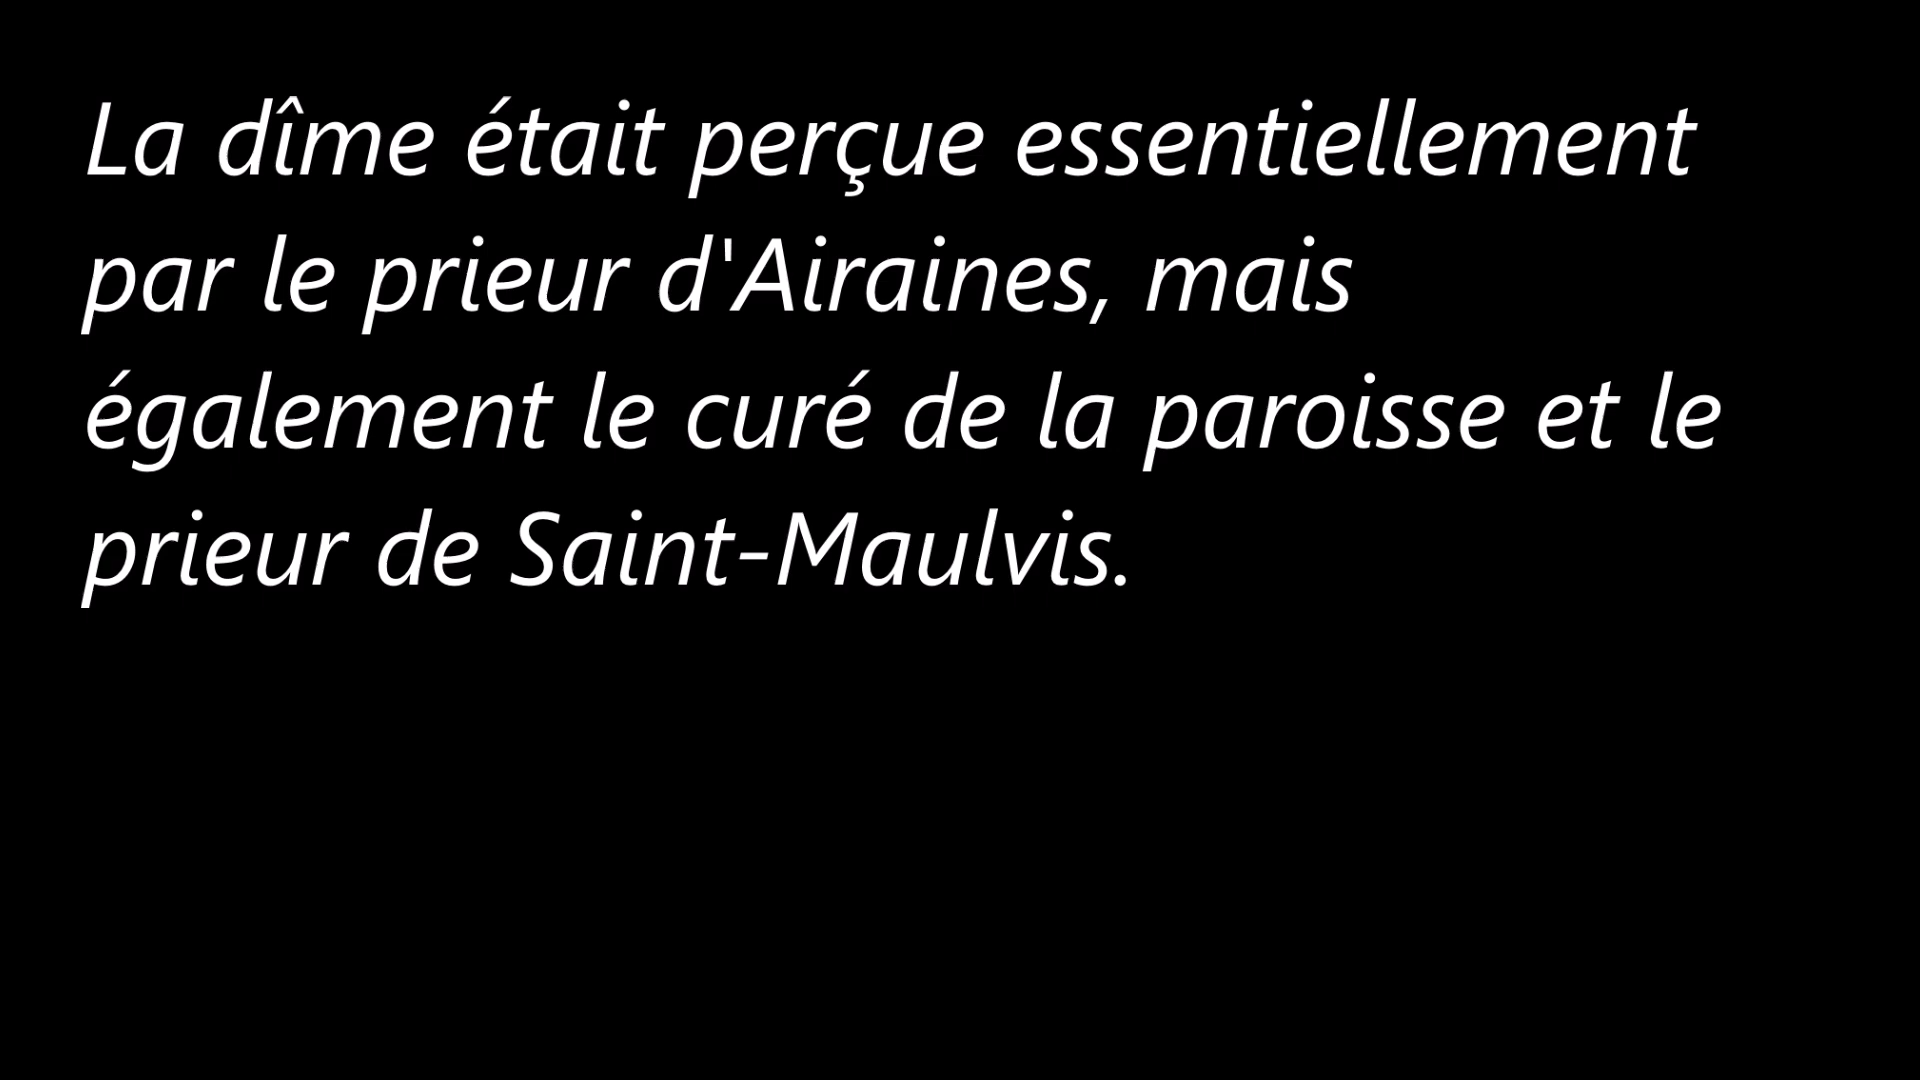 La dîme était perçue essentiellement
par le prieur d'Airaines, mais
également le curé de la paroisse et le
prieur de Saint-Maulvis.